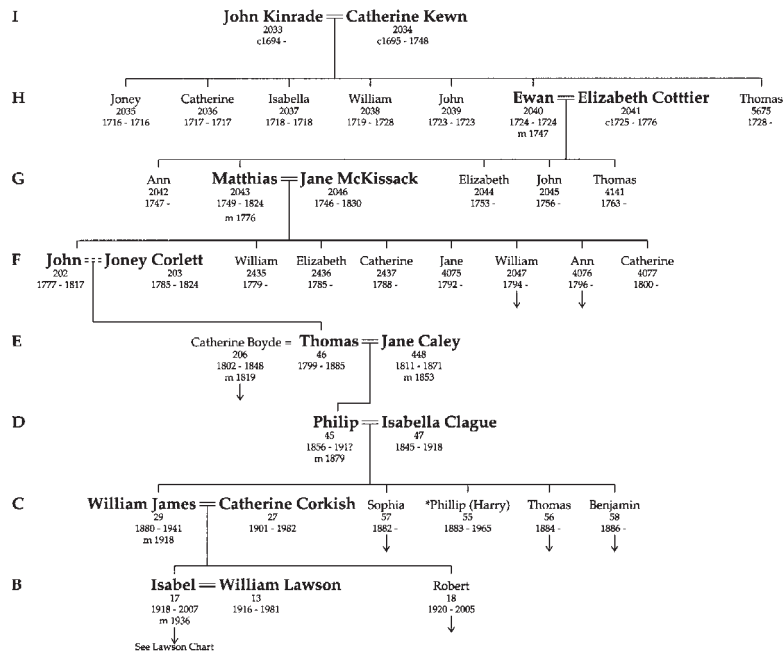 I John Kinrade Catherine Kewn
2033 2034
c1694 - c1695 - 1748
H Joney Catherine Isabella William John Ewan Elizabeth Cotttier Thomas
2035 2036 2037 2038 2039 2040 2041 5675
1716 - 1716 1717 - 1717 1718 - 1718 1719 - 1728 1723 - 1723 1724 - 1724 c1725 - 1776 1728 -
m 1747
G Ann Matthias Jane McKissack Elizabeth John Thomas
2042 2043 2046 2044 2045 4141
1747 - 1749 - 1824 1746 - 1830 1753 - 1756 - 1763 -
m 1776
F John Joney Corlett William Elizabeth Catherine Jane William Ann Catherine
202 203 2435 2436 2437 4075 2047 4076 4077
1777 - 1817 1785 - 1824 1779 - 1785 - 1788 - 1792 - 1794 - 1796 - 1800 -
E Catherine Boyde = Thomas Jane Caley
206 46 448
1802 - 1848 1799 - 1885 1811 - 1871
m 1819 m 1853
D Philip Isabella Clague
45 47
1856 - 191? 1845 - 1918
m 1879
C William James Catherine Corkish Sophia *Phillip (Harry) Thomas Benjamin
29 27 57 55 56 58
1880 - 1941 1901 - 1982 1882 - 1883 - 1965 1884 - 1886 -
m 1918
B Isabel William Lawson Robert
17 13 18
1918 - 2007 1916 - 1981 1920 - 2005
m 1936
See Lawson Chart